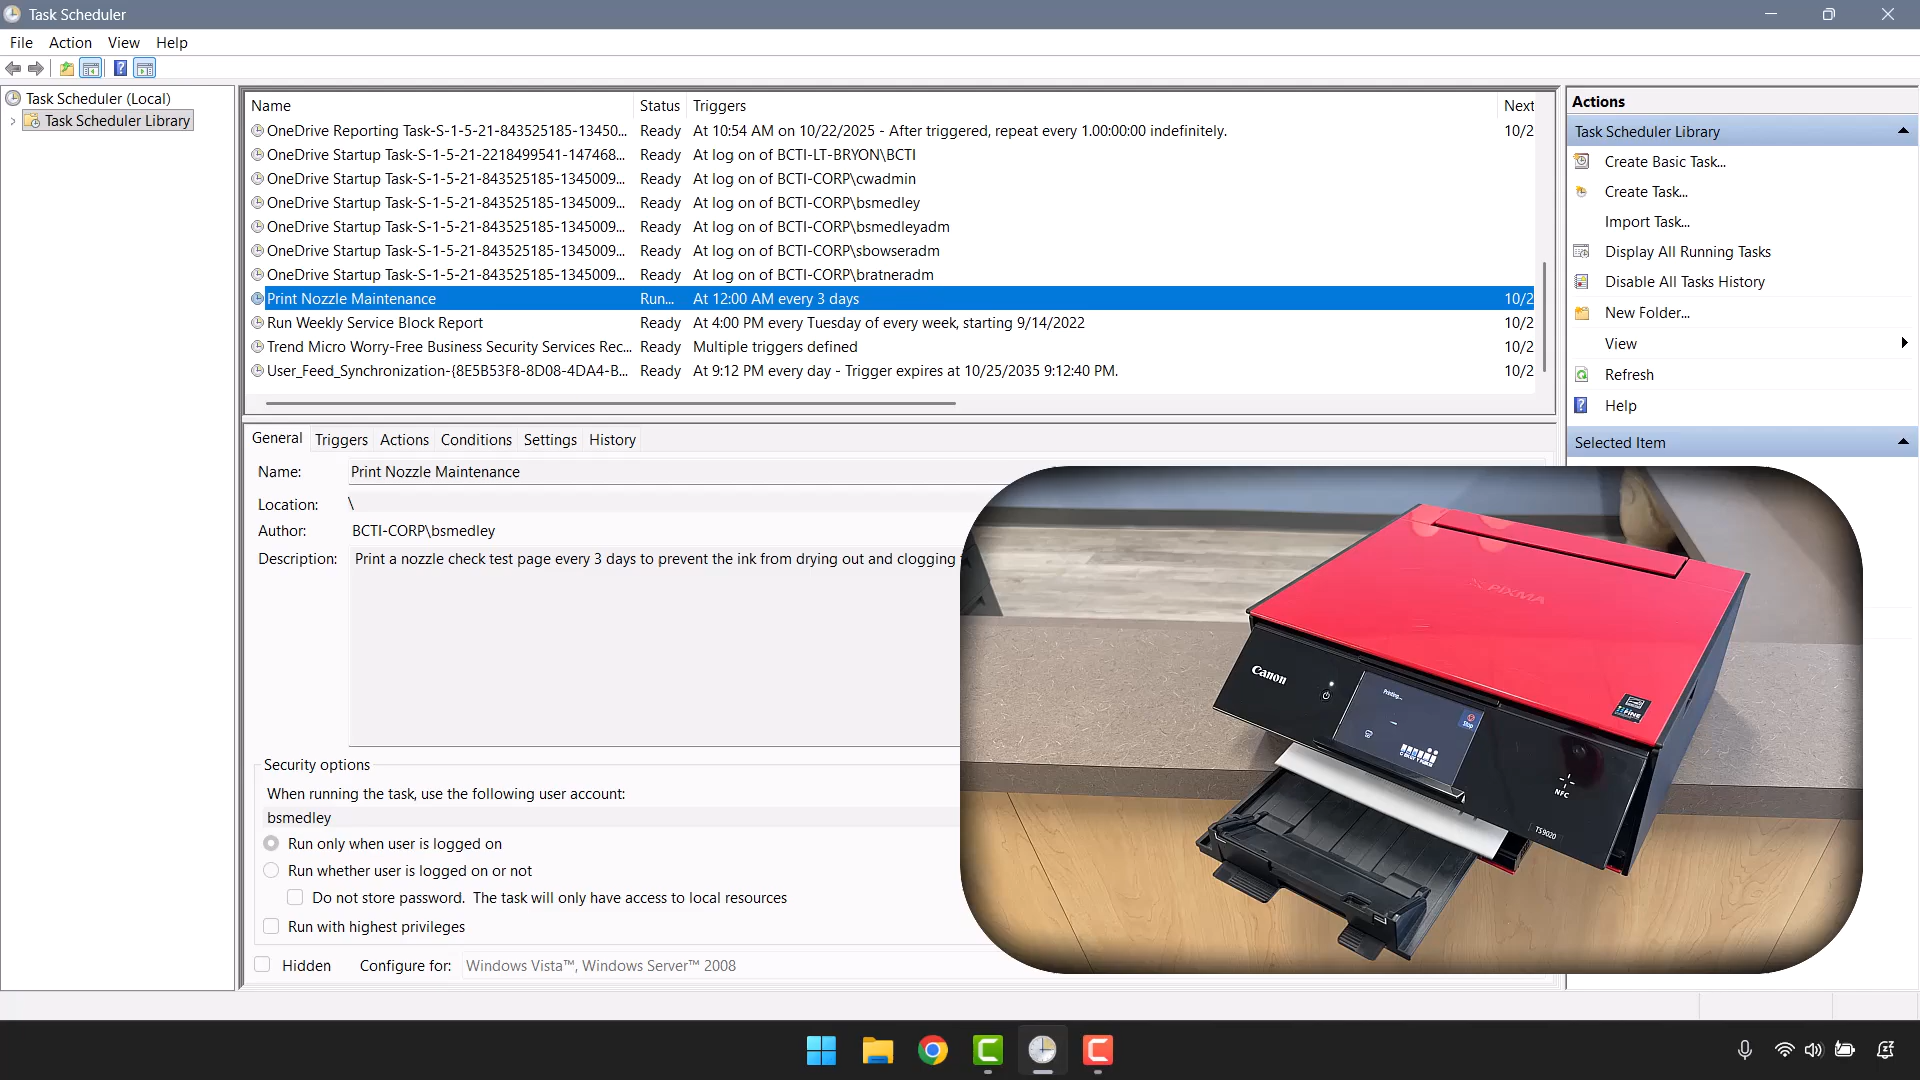 Task Scheduler
File Action View Help
Task Scheduler (Local)
Task Scheduler Library
Name Status Triggers Next
OneDrive Reporting Task-S-1-5-21-843525185-13450... Ready At 10:54 AM on 10/22/2025 - After triggered, repeat every 1.00:00:00 indefinitely. 10/2
OneDrive Startup Task-S-1-5-21-2218499541-147468... Ready At log on of BCTI-LT-BRYON\BCTI
OneDrive Startup Task-S-1-5-21-843525185-1345009... Ready At log on of BCTI-CORP\cwadmin
OneDrive Startup Task-S-1-5-21-843525185-1345009... Ready At log on of BCTI-CORP\bsmedley
OneDrive Startup Task-S-1-5-21-843525185-1345009... Ready At log on of BCTI-CORP\bsmedleyadm
OneDrive Startup Task-S-1-5-21-843525185-1345009... Ready At log on of BCTI-CORP\sbowseradm
OneDrive Startup Task-S-1-5-21-843525185-1345009... Ready At log on of BCTI-CORP\bratneradm
Print Nozzle Maintenance Run... At 12:00 AM every 3 days 10/2
Run Weekly Service Block Report Ready At 4:00 PM every Tuesday of every week, starting 9/14/2022 10/2
Trend Micro Worry-Free Business Security Services Rec... Ready Multiple triggers defined 10/2
User_Feed_Synchronization-{8E5B53F8-8D08-4DA4-B... Ready At 9:12 PM every day - Trigger expires at 10/25/2035 9:12:40 PM. 10/2
General Triggers Actions Conditions Settings History
Name: Print Nozzle Maintenance
Location: \
Author: BCTI-CORP\bsmedley
Description: Print a nozzle check test page every 3 days to prevent the ink from drying out and clogging
Security options
When running the task, use the following user account:
bsmedley
Run only when user is logged on
Run whether user is logged on or not
Do not store password. The task will only have access to local resources
Run with highest privileges
Hidden Configure for: Windows Vista™, Windows Server™ 2008
Actions
Task Scheduler Library
Create Basic Task...
Create Task...
Import Task...
Display All Running Tasks
Disable All Tasks History
New Folder...
View
Refresh
Help
Selected Item
PIXMA
Canon
Printing...
Stop
FINE
NFC
TS9020